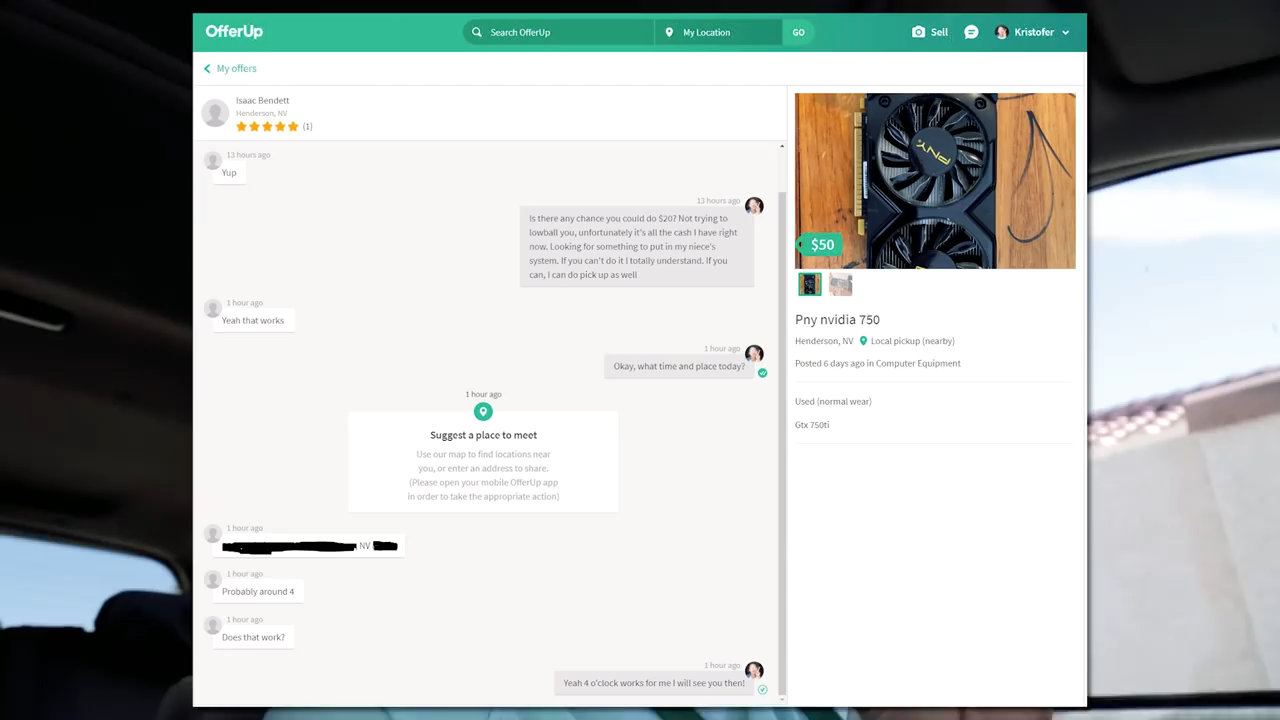 OfferUp
Search OfferUp
My Location
GO
Sell
Kristofer
My offers
Isaac Bendett
Henderson, NV
(1)
13 hours ago
Yup
13 hours ago
Is there any chance you could do $20? Not trying to
lowball you, unfortunately it's all the cash I have right
now. Looking for something to put in my niece's
system. If you can't do it I totally understand. If you
can, I can do pick up as well
1 hour ago
Yeah that works
1 hour ago
Okay, what time and place today?
1 hour ago
Suggest a place to meet
Use our map to find locations near
you, or enter an address to share.
(Please open your mobile OfferUp app
in order to take the appropriate action)
1 hour ago
NV
1 hour ago
Probably around 4
1 hour ago
Does that work?
1 hour ago
Yeah 4 o'clock works for me I will see you then!
PNY
$50
Pny nvidia 750
Henderson, NV Local pickup (nearby)
Posted 6 days ago in Computer Equipment
Used (normal wear)
Gtx 750ti